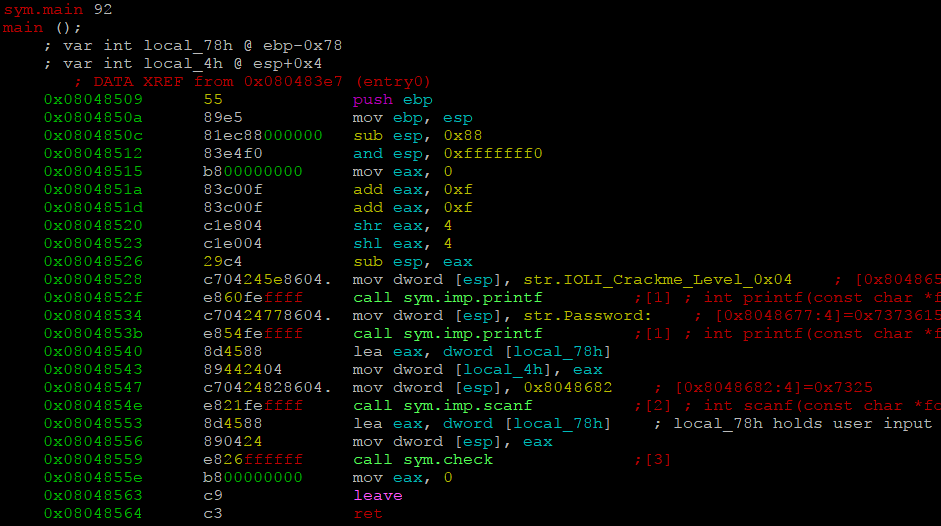 sym.main 92
main ();
; var int local_78h @ ebp-0x78
; var int local_4h @ esp+0x4
; DATA XREF from 0x080483e7 (entry0)
0x08048509 55 push ebp
0x0804850a 89e5 mov ebp, esp
0x0804850c 81ec88000000 sub esp, 0x88
0x08048512 83e4f0 and esp, 0xfffffff0
0x08048515 b800000000 mov eax, 0
0x0804851a 83c00f add eax, 0xf
0x0804851d 83c00f add eax, 0xf
0x08048520 c1e804 shr eax, 4
0x08048523 c1e004 shl eax, 4
0x08048526 29c4 sub esp, eax
0x08048528 c704245e8604. mov dword [esp], str.IOLI_Crackme_Level_0x04 ; [0x804865
0x0804852f e860feffff call sym.imp.printf ;[1] ; int printf(const char *f
0x08048534 c70424778604. mov dword [esp], str.Password: ; [0x8048677:4]=0x7373615
0x0804853b e854feffff call sym.imp.printf ;[1] ; int printf(const char *f
0x08048540 8d4588 lea eax, dword [local_78h]
0x08048543 89442404 mov dword [local_4h], eax
0x08048547 c70424828604. mov dword [esp], 0x8048682 ; [0x8048682:4]=0x7325
0x0804854e e821feffff call sym.imp.scanf ;[2] ; int scanf(const char *fo
0x08048553 8d4588 lea eax, dword [local_78h] ; local_78h holds user input
0x08048556 890424 mov dword [esp], eax
0x08048559 e826ffffff call sym.check ;[3]
0x0804855e b800000000 mov eax, 0
0x08048563 c9 leave
0x08048564 c3 ret